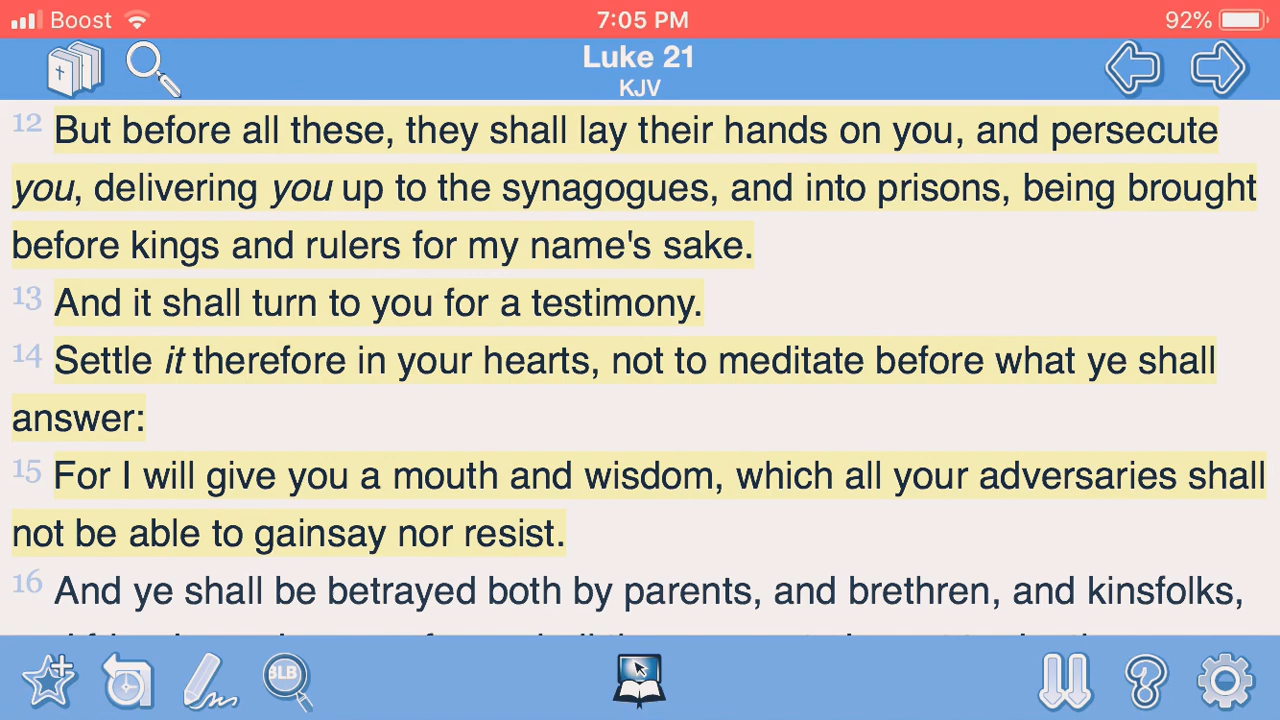 Boost 7:05 PM 92%
Luke 21
KJV
12 But before all these, they shall lay their hands on you, and persecute
you, delivering you up to the synagogues, and into prisons, being brought
before kings and rulers for my name's sake.
13 And it shall turn to you for a testimony.
14 Settle it therefore in your hearts, not to meditate before what ye shall
answer:
15 For I will give you a mouth and wisdom, which all your adversaries shall
not be able to gainsay nor resist.
16 And ye shall be betrayed both by parents, and brethren, and kinsfolks,
BLB